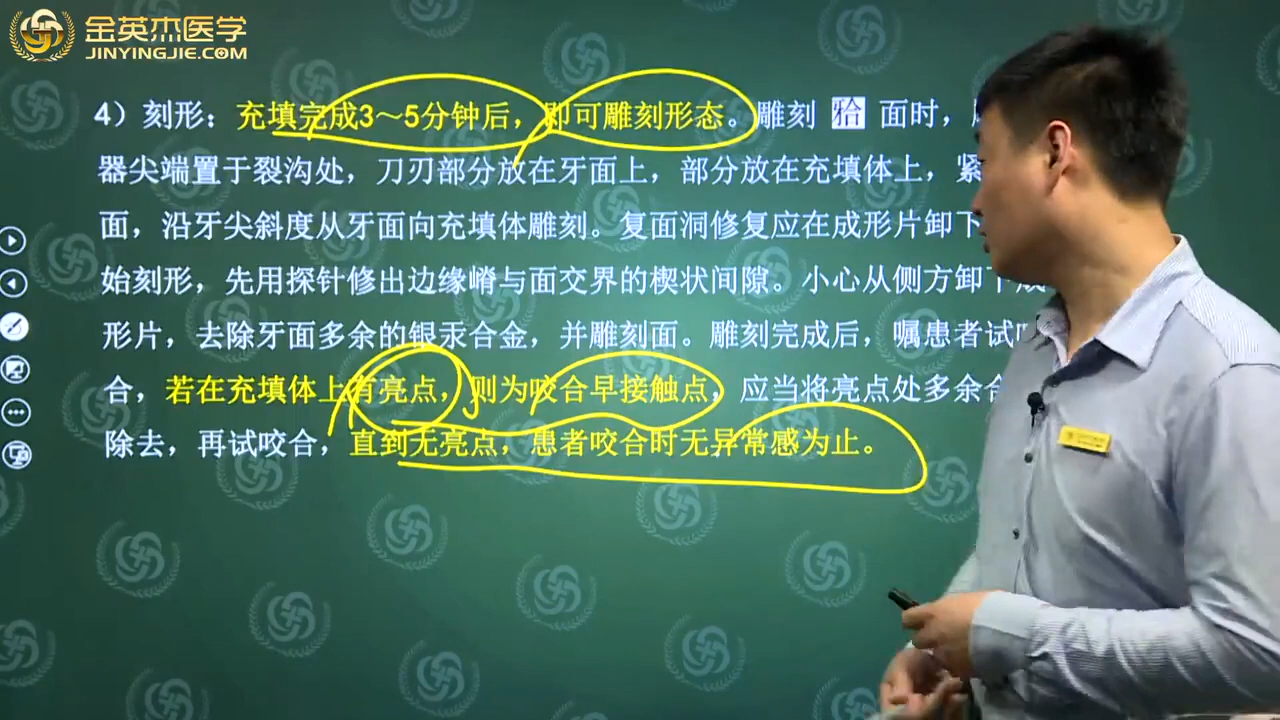 金英杰医学
JINYINGJIE.COM
4）刻形：充填完成3～5分钟后，即可雕刻形态。雕刻 𬌗 面时，
器尖端置于裂沟处，刀刃部分放在牙面上，部分放在充填体上，紧
面，沿牙尖斜度从牙面向充填体雕刻。复面洞修复应在成形片卸下
始刻形，先用探针修出边缘嵴与面交界的楔状间隙。小心从侧方卸下成
形片，去除牙面多余的银汞合金，并雕刻面。雕刻完成后，嘱患者试
合，若在充填体上有亮点，则为咬合早接触点，应当将亮点处多余合
除去，再试咬合，直到无亮点，患者咬合时无异常感为止。